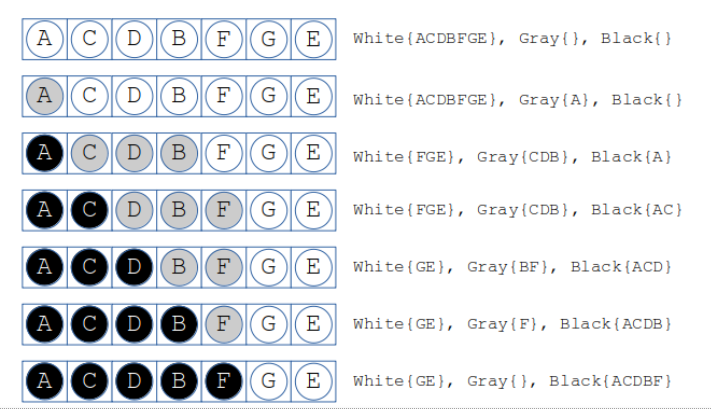 A C D B F G E White{ACDBFGE}, Gray{}, Black{}
A C D B F G E White{ACDBFGE}, Gray{A}, Black{}
A C D B F G E White{FGE}, Gray{CDB}, Black{A}
A C D B F G E White{FGE}, Gray{CDB}, Black{AC}
A C D B F G E White{GE}, Gray{BF}, Black{ACD}
A C D B F G E White{GE}, Gray{F}, Black{ACDB}
A C D B F G E White{GE}, Gray{}, Black{ACDBF}